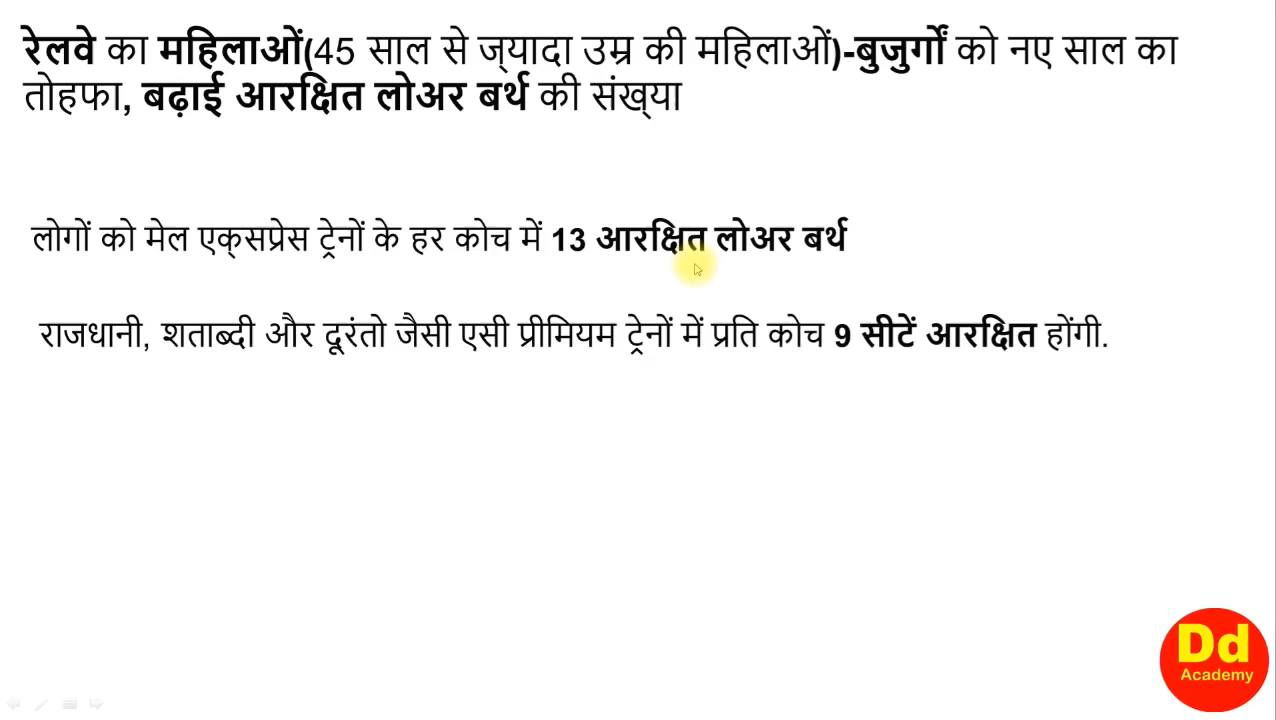 रेलवे का महिलाओं(45 साल से ज्यादा उम्र की महिलाओं)-बुजुर्गों को नए साल का
तोहफा, बढ़ाई आरक्षित लोअर बर्थ की संख्या
लोगों को मेल एक्सप्रेस ट्रेनों के हर कोच में 13 आरक्षित लोअर बर्थ
राजधानी, शताब्दी और दूरंतो जैसी एसी प्रीमियम ट्रेनों में प्रति कोच 9 सीटें आरक्षित होंगी.
Dd
Academy